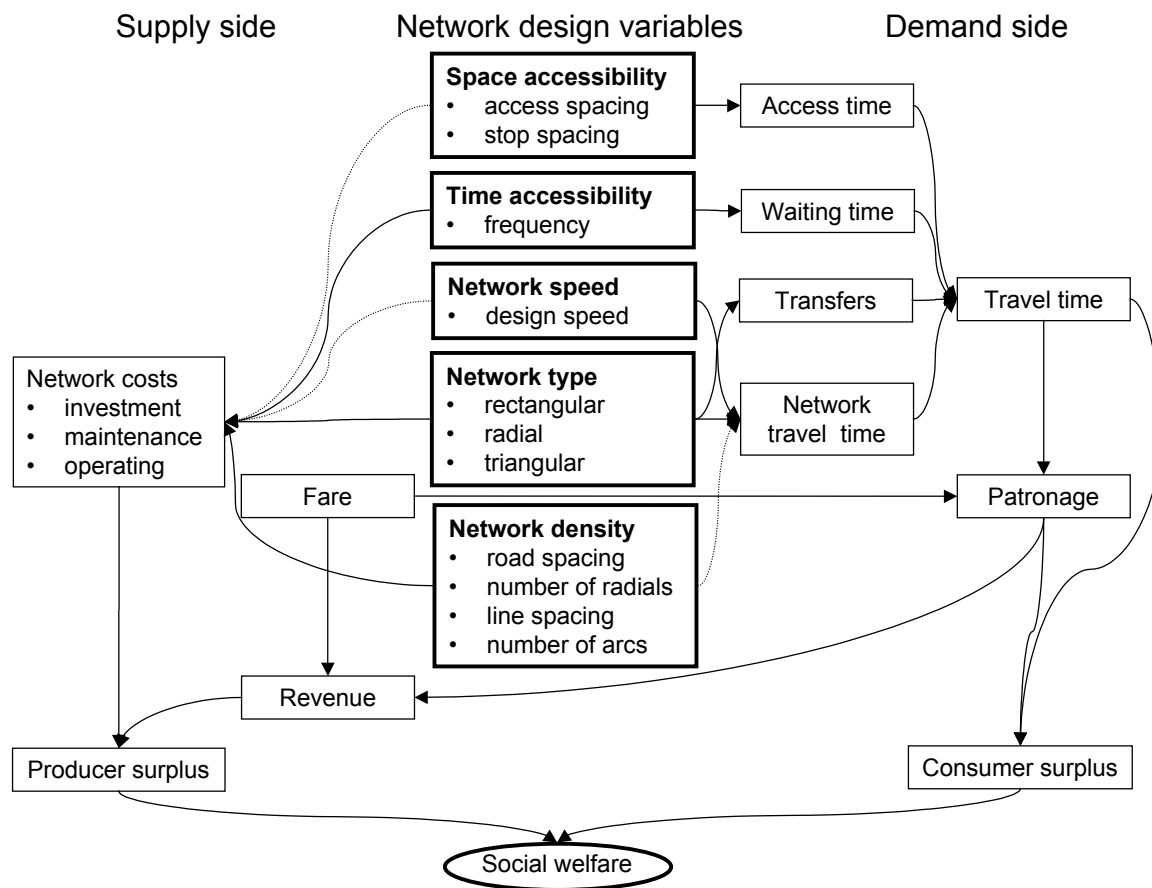 Supply side
Network design variables
Demand side
Space accessibility
• access spacing
• stop spacing
Access time
Time accessibility
• frequency
Waiting time
Network speed
• design speed
Transfers
Travel time
Network costs
• investment
• maintenance
• operating
Network type
• rectangular
• radial
• triangular
Network
travel time
Fare
Patronage
Network density
• road spacing
• number of radials
• line spacing
• number of arcs
Revenue
Producer surplus
Consumer surplus
Social welfare